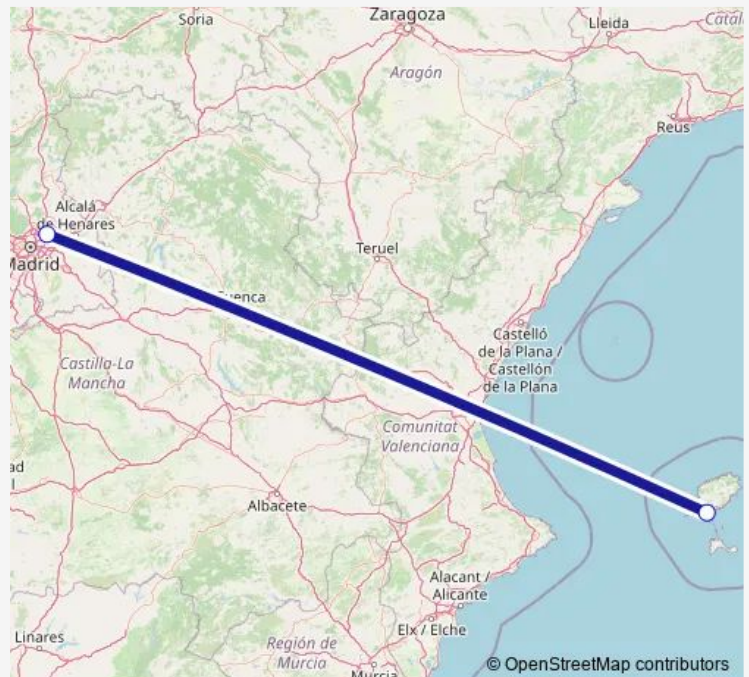 Soria
Zaragoza
Lleida
Aragón
Reus
Alcalá
de Henares
Madrid
Teruel
Cuenca
Castelló
de la Plana /
Castellón
de la Plana
Castilla-La
Mancha
Comunitat
Valenciana
Albacete
Alacant /
Alicante
Elx / Elche
Linares
Región de
Murcia
Murcia
© OpenStreetMap contributors